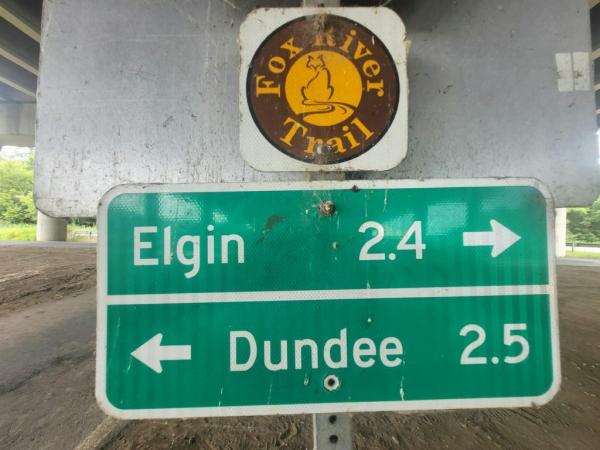 Fox River
Trail
Elgin 2.4 →
← Dundee 2.5